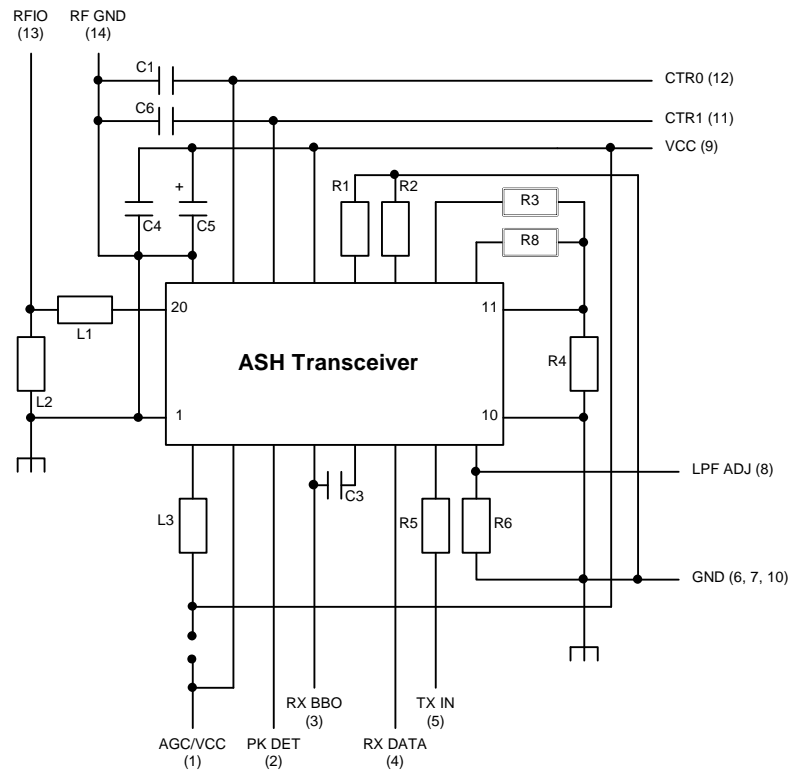 RFIO
(13)
RF GND
(14)
C1
CTR0 (12)
C6
CTR1 (11)
VCC (9)
R1
R2
R3
+
C4
C5
R8
20
11
L1
ASH Transceiver
R4
L2
1
10
LPF ADJ (8)
C3
L3
R5
R6
GND (6, 7, 10)
RX BBO
(3)
TX IN
(5)
AGC/VCC
(1)
PK DET
(2)
RX DATA
(4)